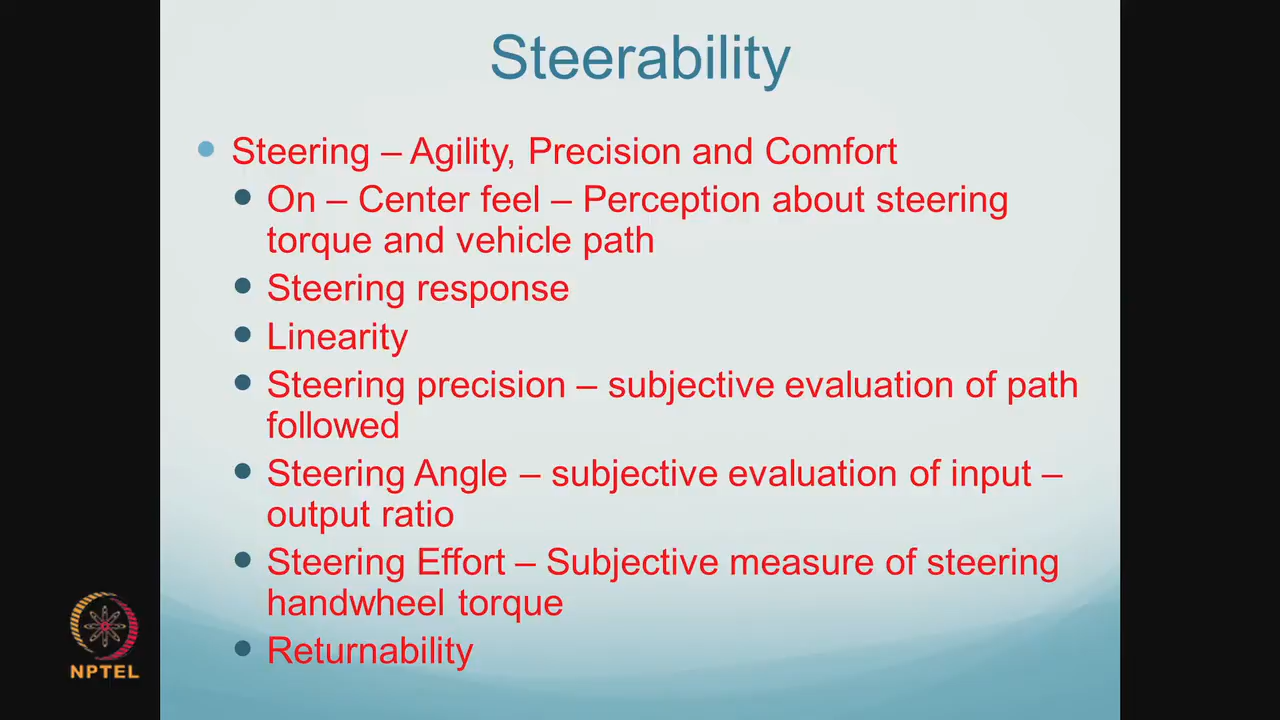 Steerability
Steering – Agility, Precision and Comfort
On – Center feel – Perception about steering
torque and vehicle path
Steering response
Linearity
Steering precision – subjective evaluation of path
followed
Steering Angle – subjective evaluation of input –
output ratio
Steering Effort – Subjective measure of steering
handwheel torque
Returnability
NPTEL